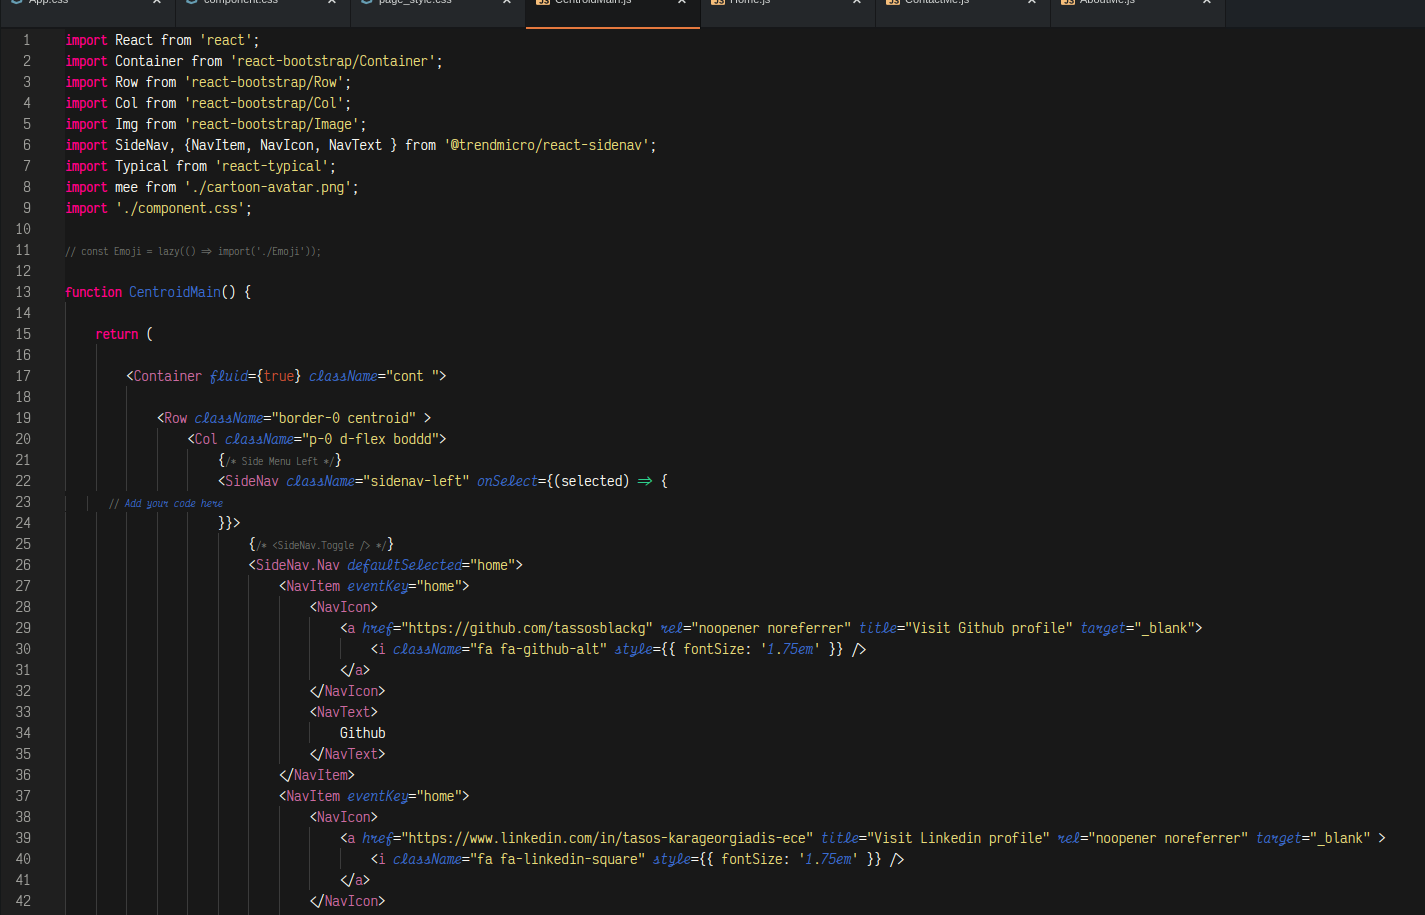 App.css × component.css × page_style.css × JS CentroidMain.js × JS Home.js × JS ContactMe.js × JS AboutMe.js ×
1 import React from 'react';
2 import Container from 'react-bootstrap/Container';
3 import Row from 'react-bootstrap/Row';
4 import Col from 'react-bootstrap/Col';
5 import Img from 'react-bootstrap/Image';
6 import SideNav, {NavItem, NavIcon, NavText } from '@trendmicro/react-sidenav';
7 import Typical from 'react-typical';
8 import mee from './cartoon-avatar.png';
9 import './component.css';
10
11 // const Emoji = lazy(() => import('./Emoji'));
12
13 function CentroidMain() {
14
15 return (
16
17 <Container fluid={true} className="cont ">
18
19 <Row className="border-0 centroid" >
20 <Col className="p-0 d-flex boddd">
21 {/* Side Menu Left */}
22 <SideNav className="sidenav-left" onSelect={(selected) => {
23 // Add your code here
24 }}>
25 {/* <SideNav.Toggle /> */}
26 <SideNav.Nav defaultSelected="home">
27 <NavItem eventKey="home">
28 <NavIcon>
29 <a href="https://github.com/tassosblackg" rel="noopener noreferrer" title="Visit Github profile" target="_blank">
30 <i className="fa fa-github-alt" style={{ fontSize: '1.75em' }} />
31 </a>
32 </NavIcon>
33 <NavText>
34 Github
35 </NavText>
36 </NavItem>
37 <NavItem eventKey="home">
38 <NavIcon>
39 <a href="https://www.linkedin.com/in/tasos-karageorgiadis-ece" title="Visit Linkedin profile" rel="noopener noreferrer" target="_blank" >
40 <i className="fa fa-linkedin-square" style={{ fontSize: '1.75em' }} />
41 </a>
42 </NavIcon>